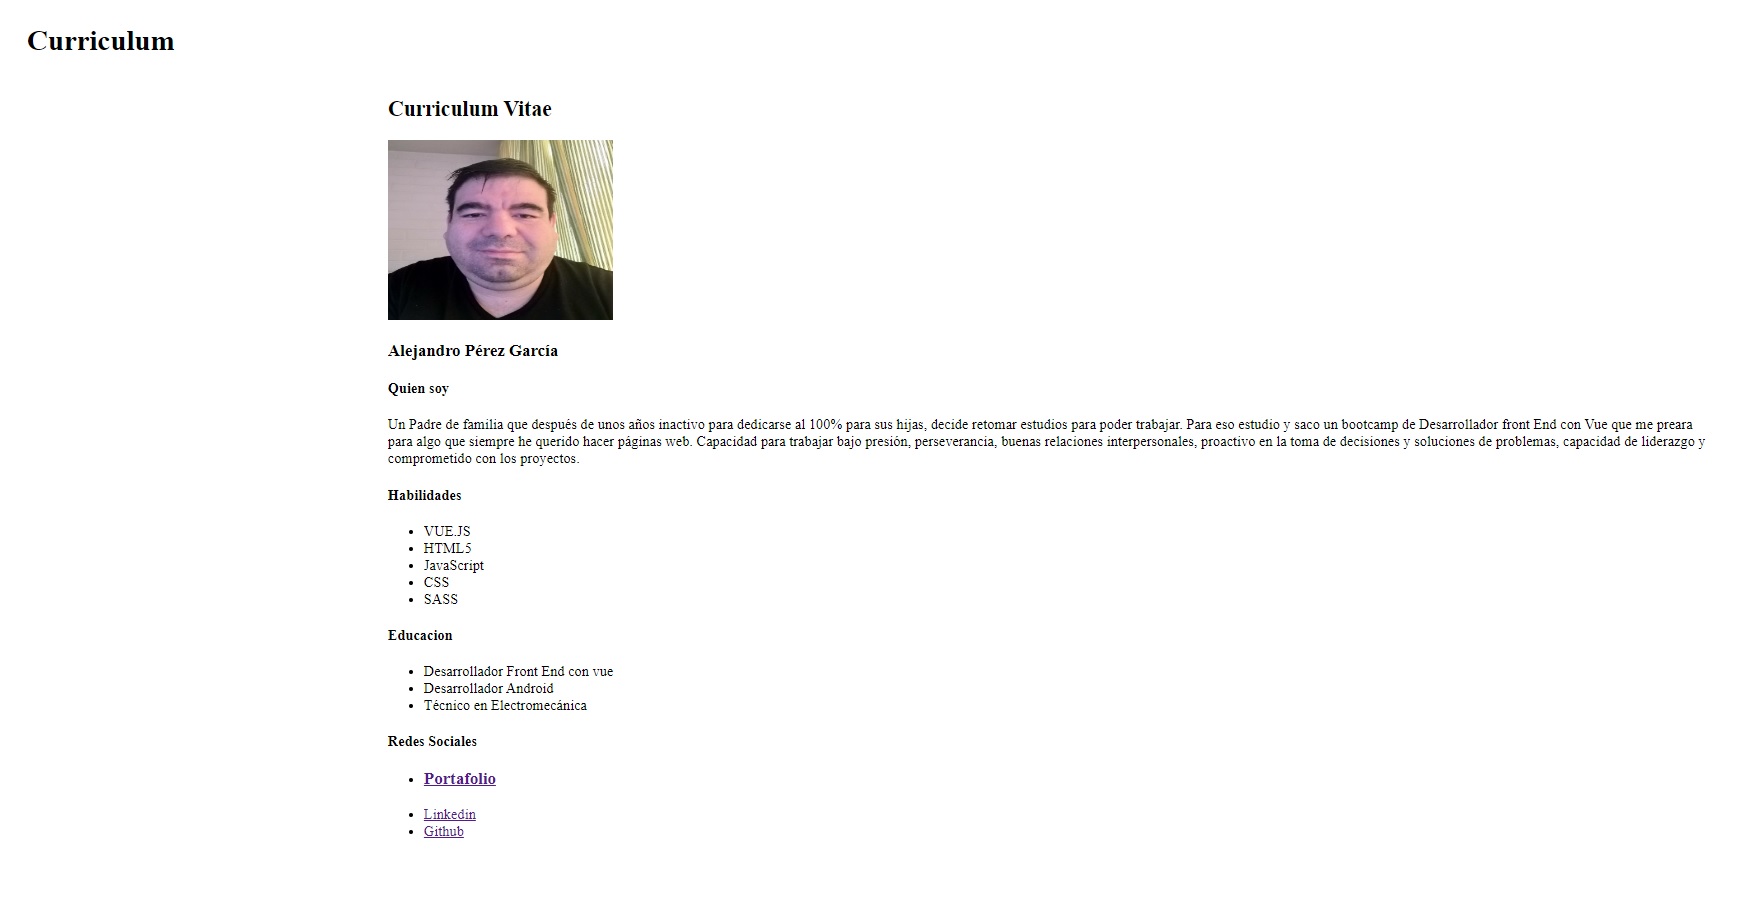 Curriculum
Curriculum Vitae
Alejandro Pérez García
Quien soy
Un Padre de familia que después de unos años inactivo para dedicarse al 100% para sus hijas, decide retomar estudios para poder trabajar. Para eso estudio y saco un bootcamp de Desarrollador front End con Vue que me preara
para algo que siempre he querido hacer páginas web. Capacidad para trabajar bajo presión, perseverancia, buenas relaciones interpersonales, proactivo en la toma de decisiones y soluciones de problemas, capacidad de liderazgo y
comprometido con los proyectos.
Habilidades
VUE.JS
HTML5
JavaScript
CSS
SASS
Educacion
Desarrollador Front End con vue
Desarrollador Android
Técnico en Electromecánica
Redes Sociales
Portafolio
Linkedin
Github